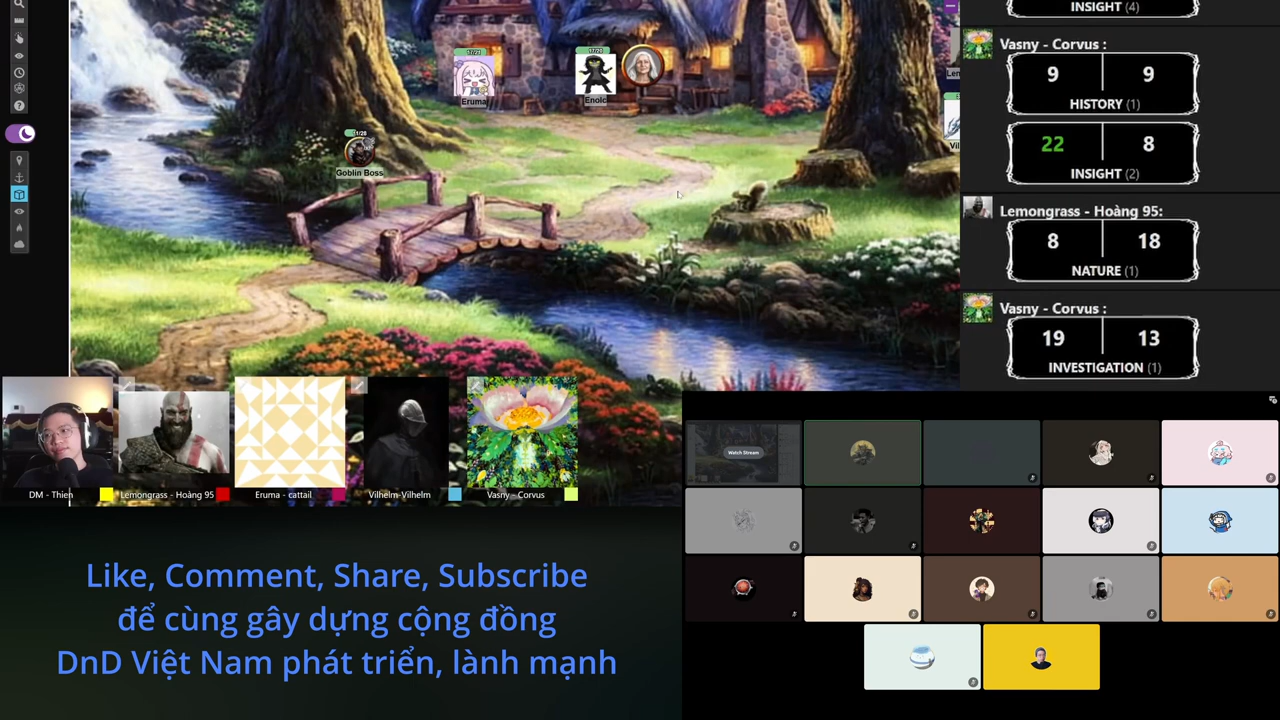 INSIGHT (4)
Vasny - Corvus :
9 9
HISTORY (1)
22 8
INSIGHT (2)
Lemongrass - Hoàng 95:
8 18
NATURE (1)
Vasny - Corvus :
19 13
INVESTIGATION (1)
Eruma
Enolc
Goblin Boss
DM - Thien
Lemongrass - Hoàng 95
Eruma - cattail
Vilhelm-Vilhelm
Vasny - Corvus
Watch Stream
Like, Comment, Share, Subscribe
để cùng gây dựng cộng đồng
DnD Việt Nam phát triển, lành mạnh